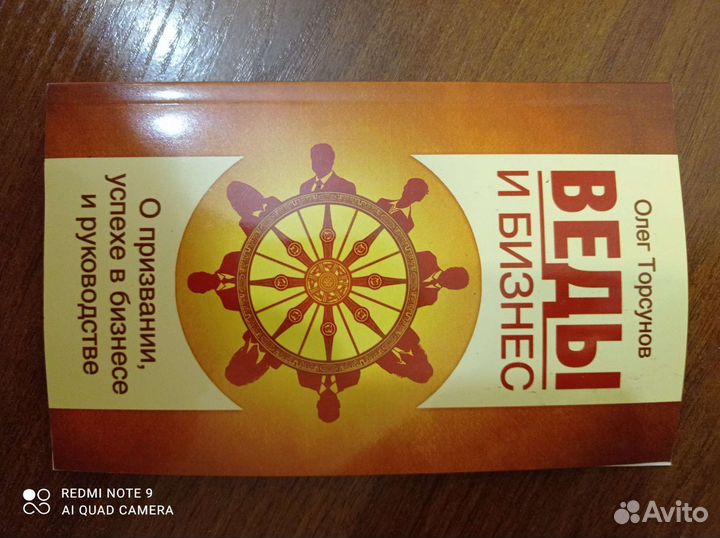 Олег Торсунов
ВЕДЫ
И БИЗНЕС
О призвании,
успехе в бизнесе
и руководстве
REDMI NOTE 9
AI QUAD CAMERA
Avito